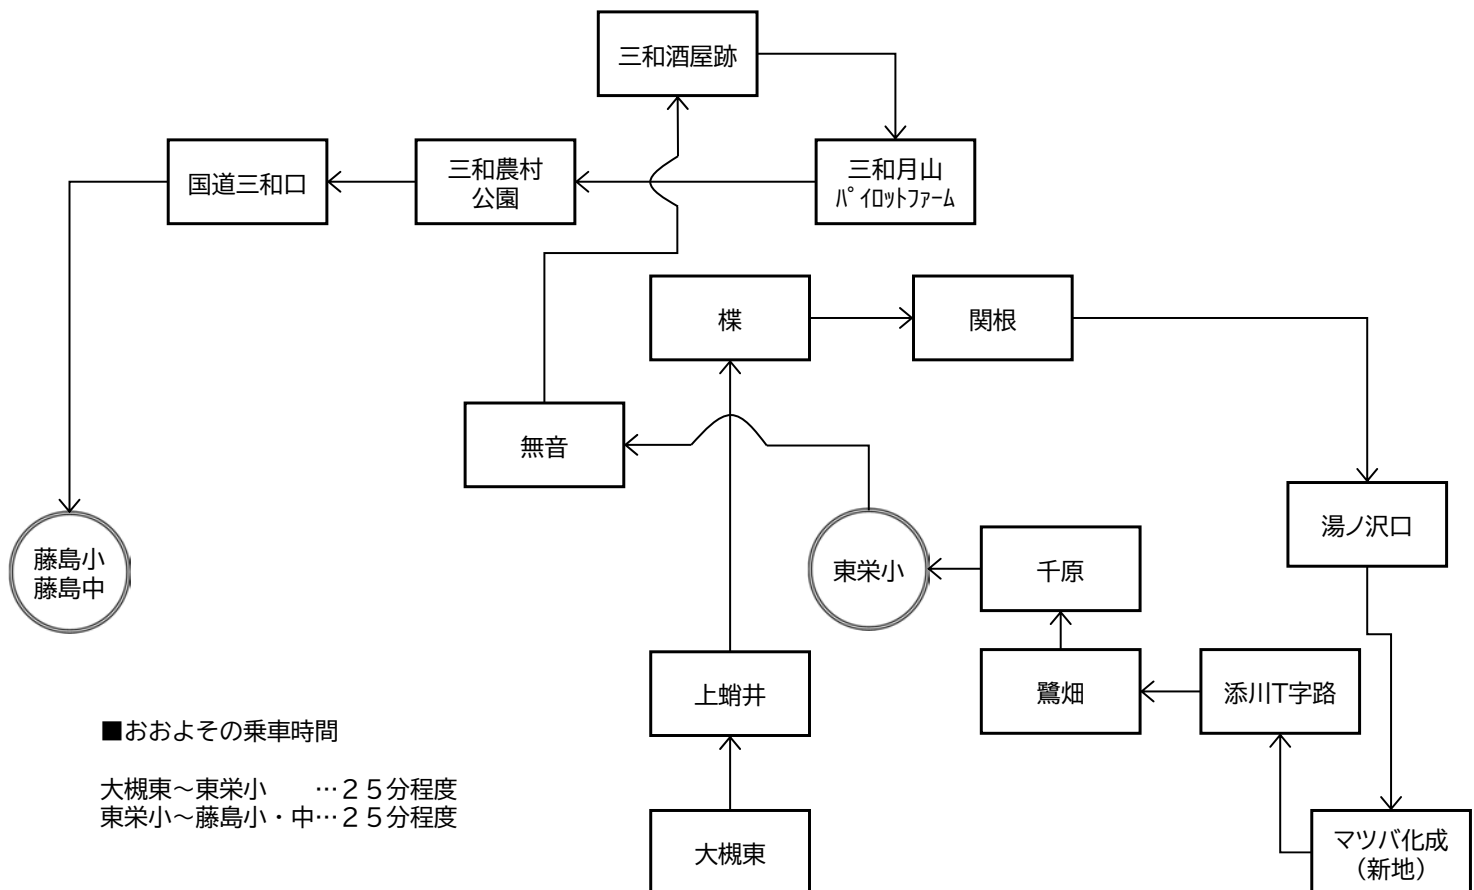 三和酒屋跡
国道三和口
三和農村
公園
三和月山
ﾊﾟｲﾛｯﾄﾌｧｰﾑ
楪
関根
無音
湯ノ沢口
藤島小
藤島中
東栄小
千原
上蛸井
鷺畑
添川T字路
■おおよその乗車時間
大槻東～東栄小　　…２５分程度
東栄小～藤島小・中…２５分程度
大槻東
マツバ化成
（新地）